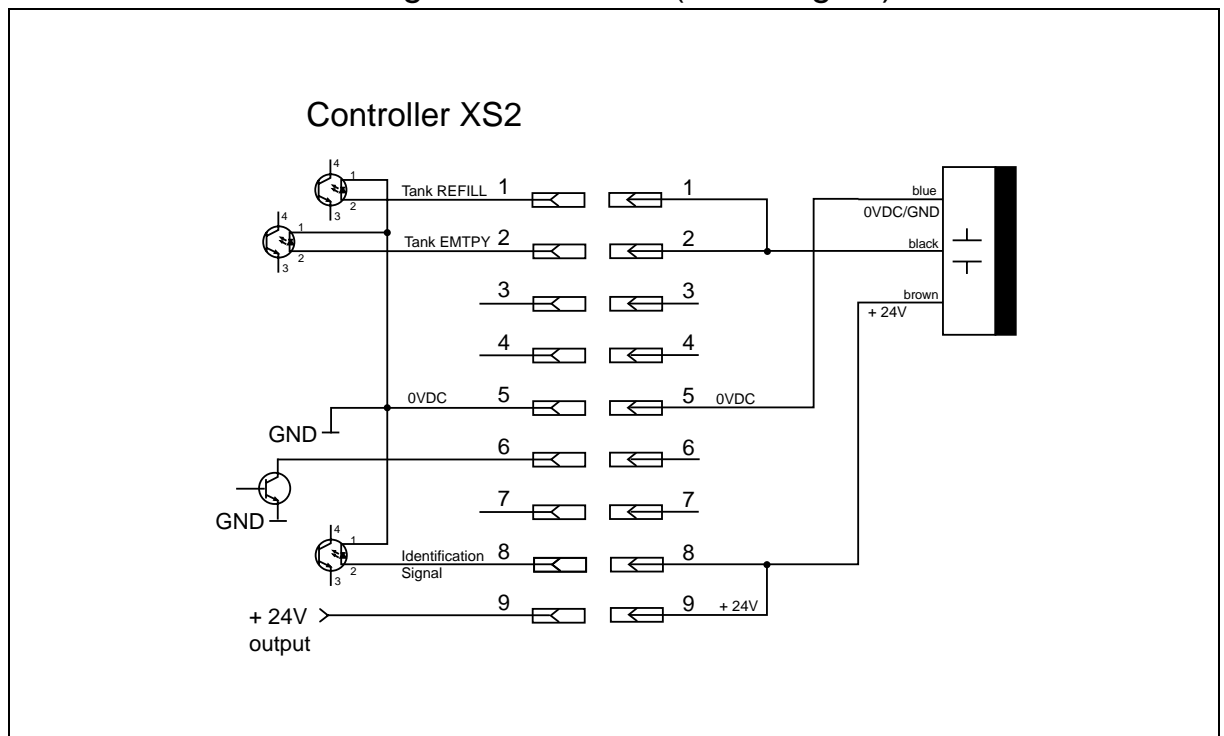 Controller XS2
4
1
Tank REFILL 1
2
3
1
blue
0VDC/GND
4
1
Tank EMTPY 2
2
3
2
black
3
3
brown
+ 24V
4
4
0VDC 5
5 0VDC
GND
6
6
GND
7
7
4
1
Identification 8
Signal
2
3
8
+ 24V
output
9
9 + 24V